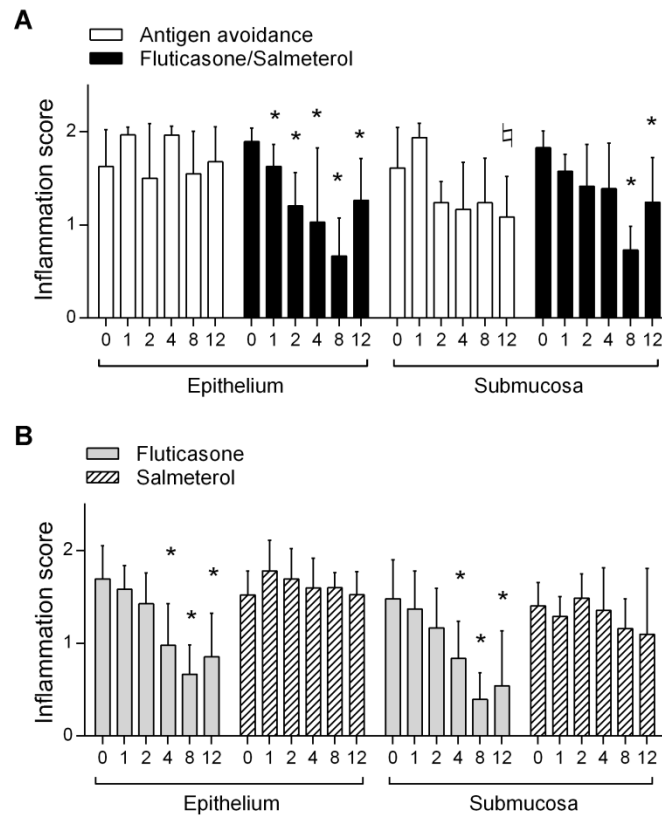 A
Antigen avoidance
Fluticasone/Salmeterol
Inflammation score
2
1
0
* * * * *
♮
* *
0 1 2 4 8 12 0 1 2 4 8 12 0 1 2 4 8 12 0 1 2 4 8 12
Epithelium Submucosa
B
Fluticasone
Salmeterol
Inflammation score
2
1
0
* * *
* * *
0 1 2 4 8 12 0 1 2 4 8 12 0 1 2 4 8 12 0 1 2 4 8 12
Epithelium Submucosa